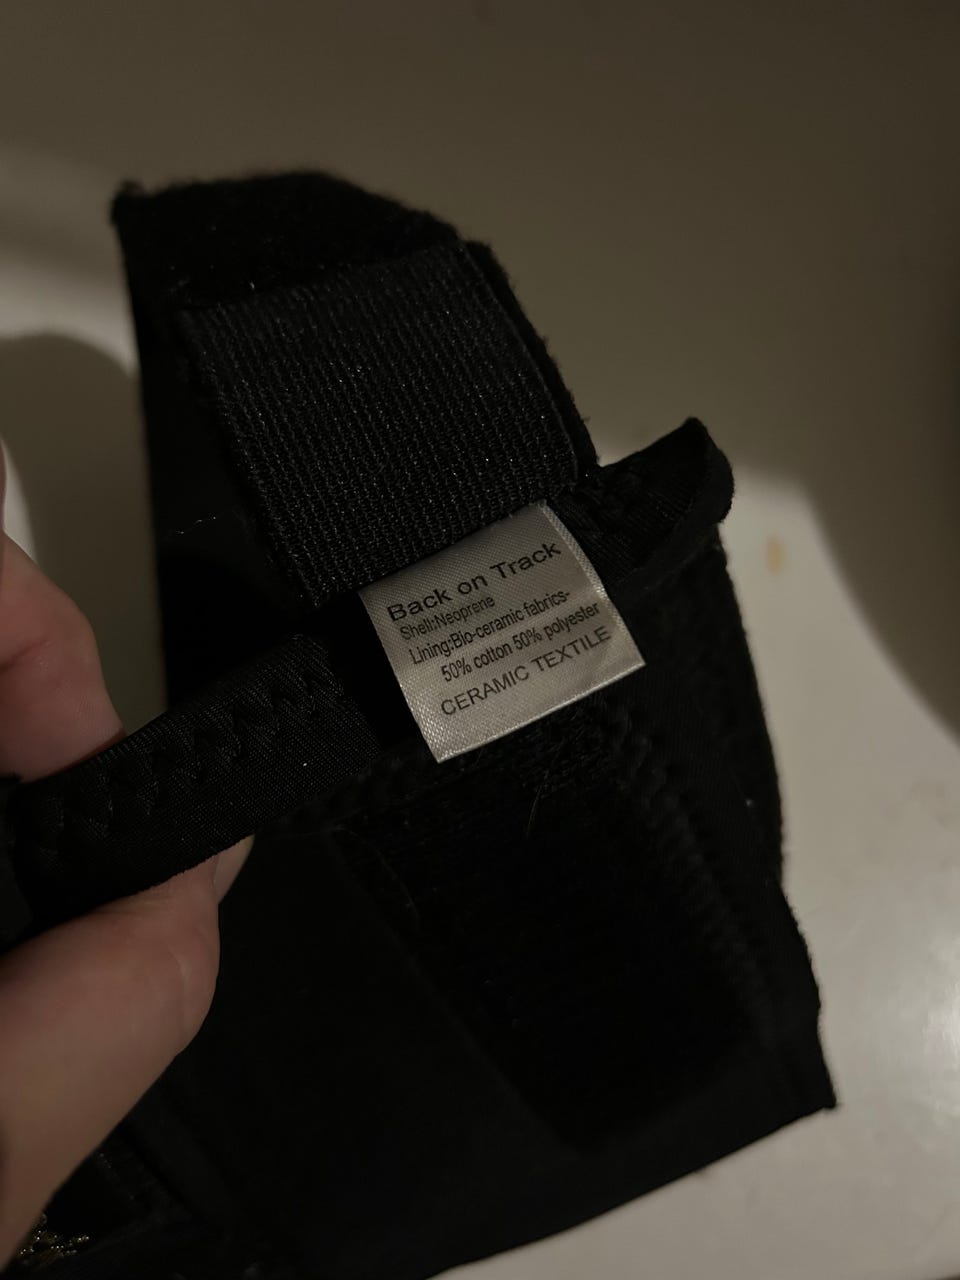 Back on Track
Shell:Neoprene
Lining:Bio-ceramic fabrics-
50% cotton 50% polyester
CERAMIC TEXTILE